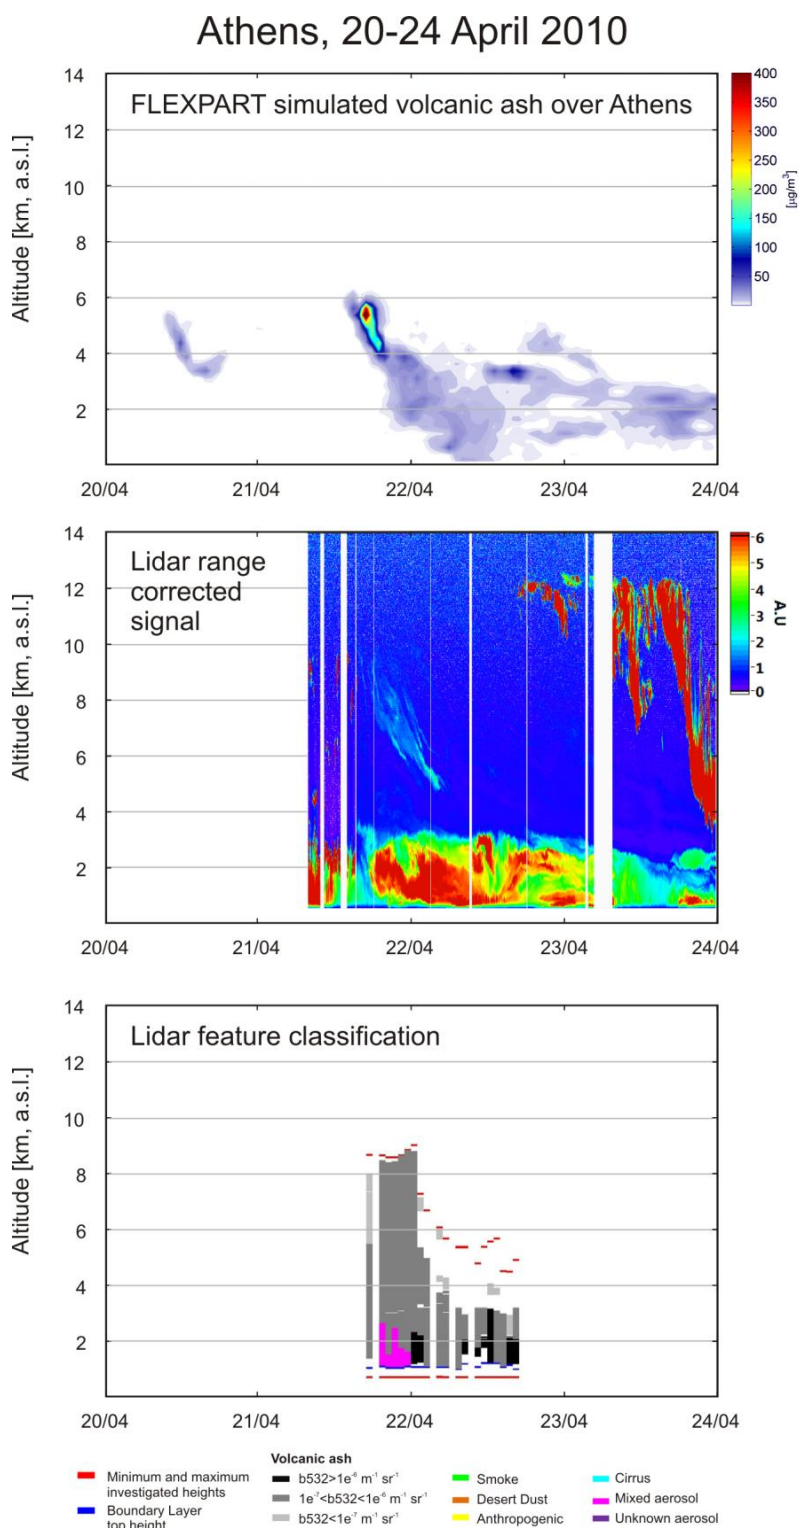 Athens, 20-24 April 2010
FLEXPART simulated volcanic ash over Athens
Altitude [km, a.s.l.]
14
12
10
8
6
4
2
20/04 21/04 22/04 23/04 24/04
400
350
300
250
200
150
100
50
[µg/m³]
Lidar range
corrected
signal
Altitude [km, a.s.l.]
14
12
10
8
6
4
2
20/04 21/04 22/04 23/04 24/04
6
5
4
3
2
1
0
A.U
Lidar feature classification
Altitude [km, a.s.l.]
14
12
10
8
6
4
2
20/04 21/04 22/04 23/04 24/04
Minimum and maximum
investigated heights
Boundary Layer
top height
Volcanic ash
b532>1e⁻⁶ m⁻¹ sr⁻¹
1e⁻⁷<b532<1e⁻⁶ m⁻¹ sr⁻¹
b532<1e⁻⁷ m⁻¹ sr⁻¹
Smoke
Desert Dust
Anthropogenic
Cirrus
Mixed aerosol
Unknown aerosol